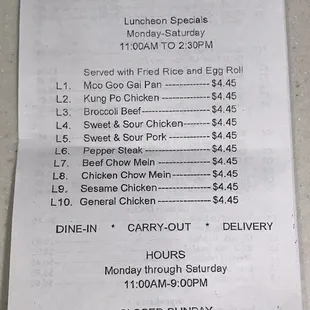 Luncheon Specials
Monday-Saturday
11:00AM TO 2:30PM
Served with Fried Rice and Egg Roll
L1. Moo Goo Gai Pan -------------- $4.45
L2. Kung Po Chicken ---------------- $4.45
L3. Broccoli Beef--------------------- $4.45
L4. Sweet & Sour Chicken-------- $4.45
L5. Sweet & Sour Pork ------------ $4.45
L6. Pepper Steak -------------------- $4.45
L7. Beef Chow Mein ---------------- $4.45
L8. Chicken Chow Mein ----------- $4.45
L9. Sesame Chicken---------------- $4.45
L10. General Chicken --------------- $4.45
DINE-IN * CARRY-OUT * DELIVERY
HOURS
Monday through Saturday
11:00AM-9:00PM
CLOSED SUNDAY